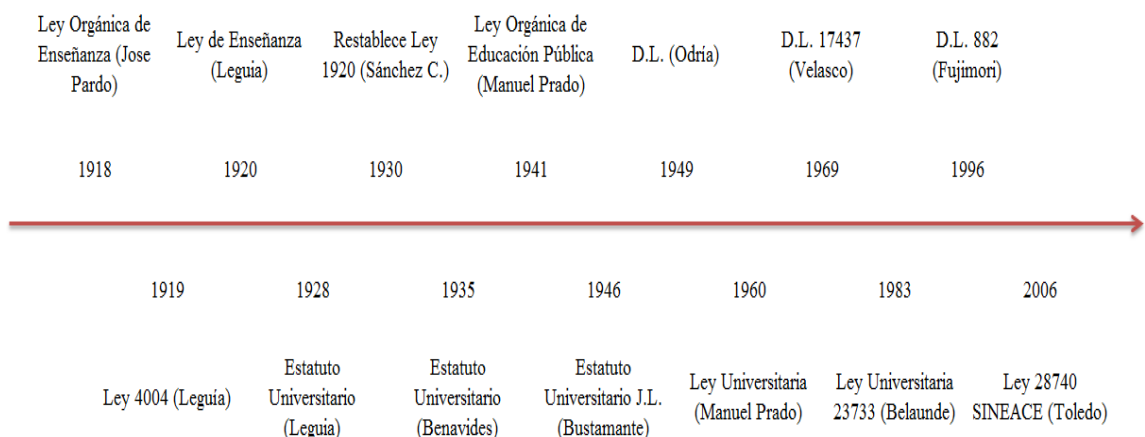 Ley Orgánica de
Enseñanza (Jose
Pardo)
Ley de Enseñanza
(Leguia)
Restablece Ley
1920 (Sánchez C.)
Ley Orgánica de
Educación Pública
(Manuel Prado)
D.L. (Odría)
D.L. 17437
(Velasco)
D.L. 882
(Fujimori)
1918
1920
1930
1941
1949
1969
1996
1919
1928
1935
1946
1960
1983
2006
Ley 4004 (Leguía)
Estatuto
Universitario
(Leguia)
Estatuto
Universitario
(Benavides)
Estatuto
Universitario J.L.
(Bustamante)
Ley Universitaria
(Manuel Prado)
Ley Universitaria
23733 (Belaunde)
Ley 28740
SINEACE (Toledo)